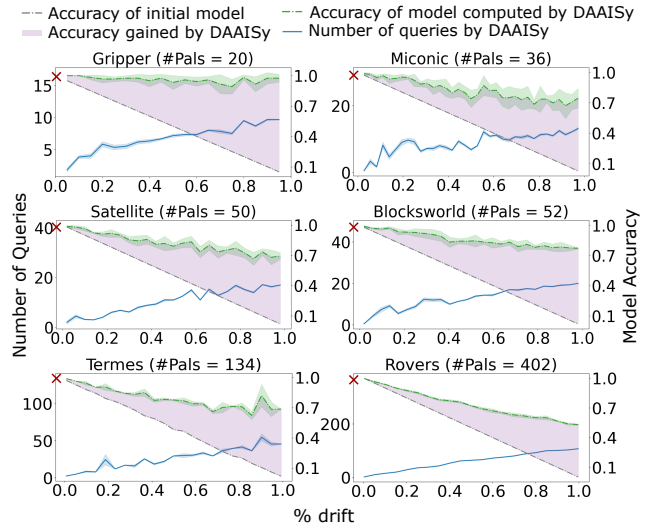 Accuracy of initial model
Accuracy of model computed by DAAISy
Accuracy gained by DAAISy
Number of queries by DAAISy
Gripper (#Pals = 20)
Miconic (#Pals = 36)
15
10
5
1.0
0.7
0.4
0.1
0.0 0.2 0.4 0.6 0.8 1.0
20
0
1.0
0.7
0.4
0.1
0.0 0.2 0.4 0.6 0.8 1.0
Satellite (#Pals = 50)
Blocksworld (#Pals = 52)
40
20
0
1.0
0.7
0.4
0.1
0.0 0.2 0.4 0.6 0.8 1.0
40
20
0
1.0
0.7
0.4
0.1
0.0 0.2 0.4 0.6 0.8 1.0
Termes (#Pals = 134)
Rovers (#Pals = 402)
100
50
0
1.0
0.7
0.4
0.1
0.0 0.2 0.4 0.6 0.8 1.0
200
0
1.0
0.7
0.4
0.1
0.0 0.2 0.4 0.6 0.8 1.0
Number of Queries
Model Accuracy
% drift